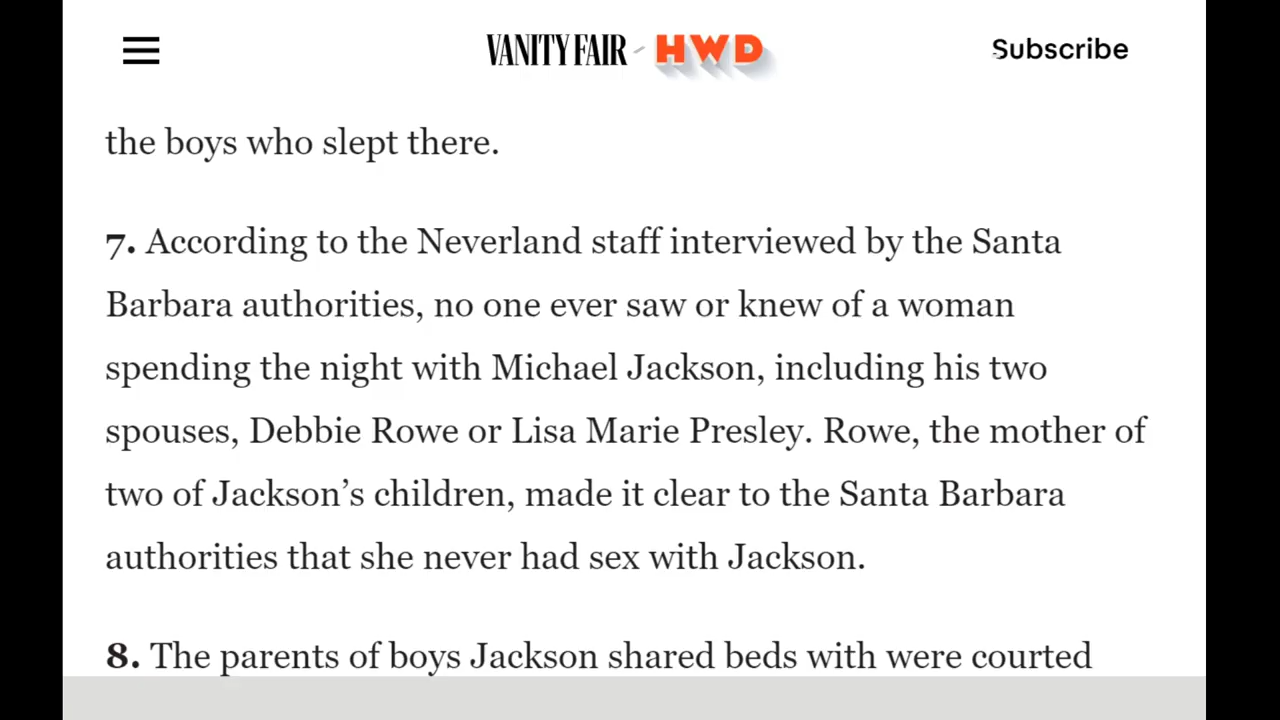 VANITY FAIR - HWD
Subscribe
the boys who slept there.
7. According to the Neverland staff interviewed by the Santa
Barbara authorities, no one ever saw or knew of a woman
spending the night with Michael Jackson, including his two
spouses, Debbie Rowe or Lisa Marie Presley. Rowe, the mother of
two of Jackson’s children, made it clear to the Santa Barbara
authorities that she never had sex with Jackson.
8. The parents of boys Jackson shared beds with were courted